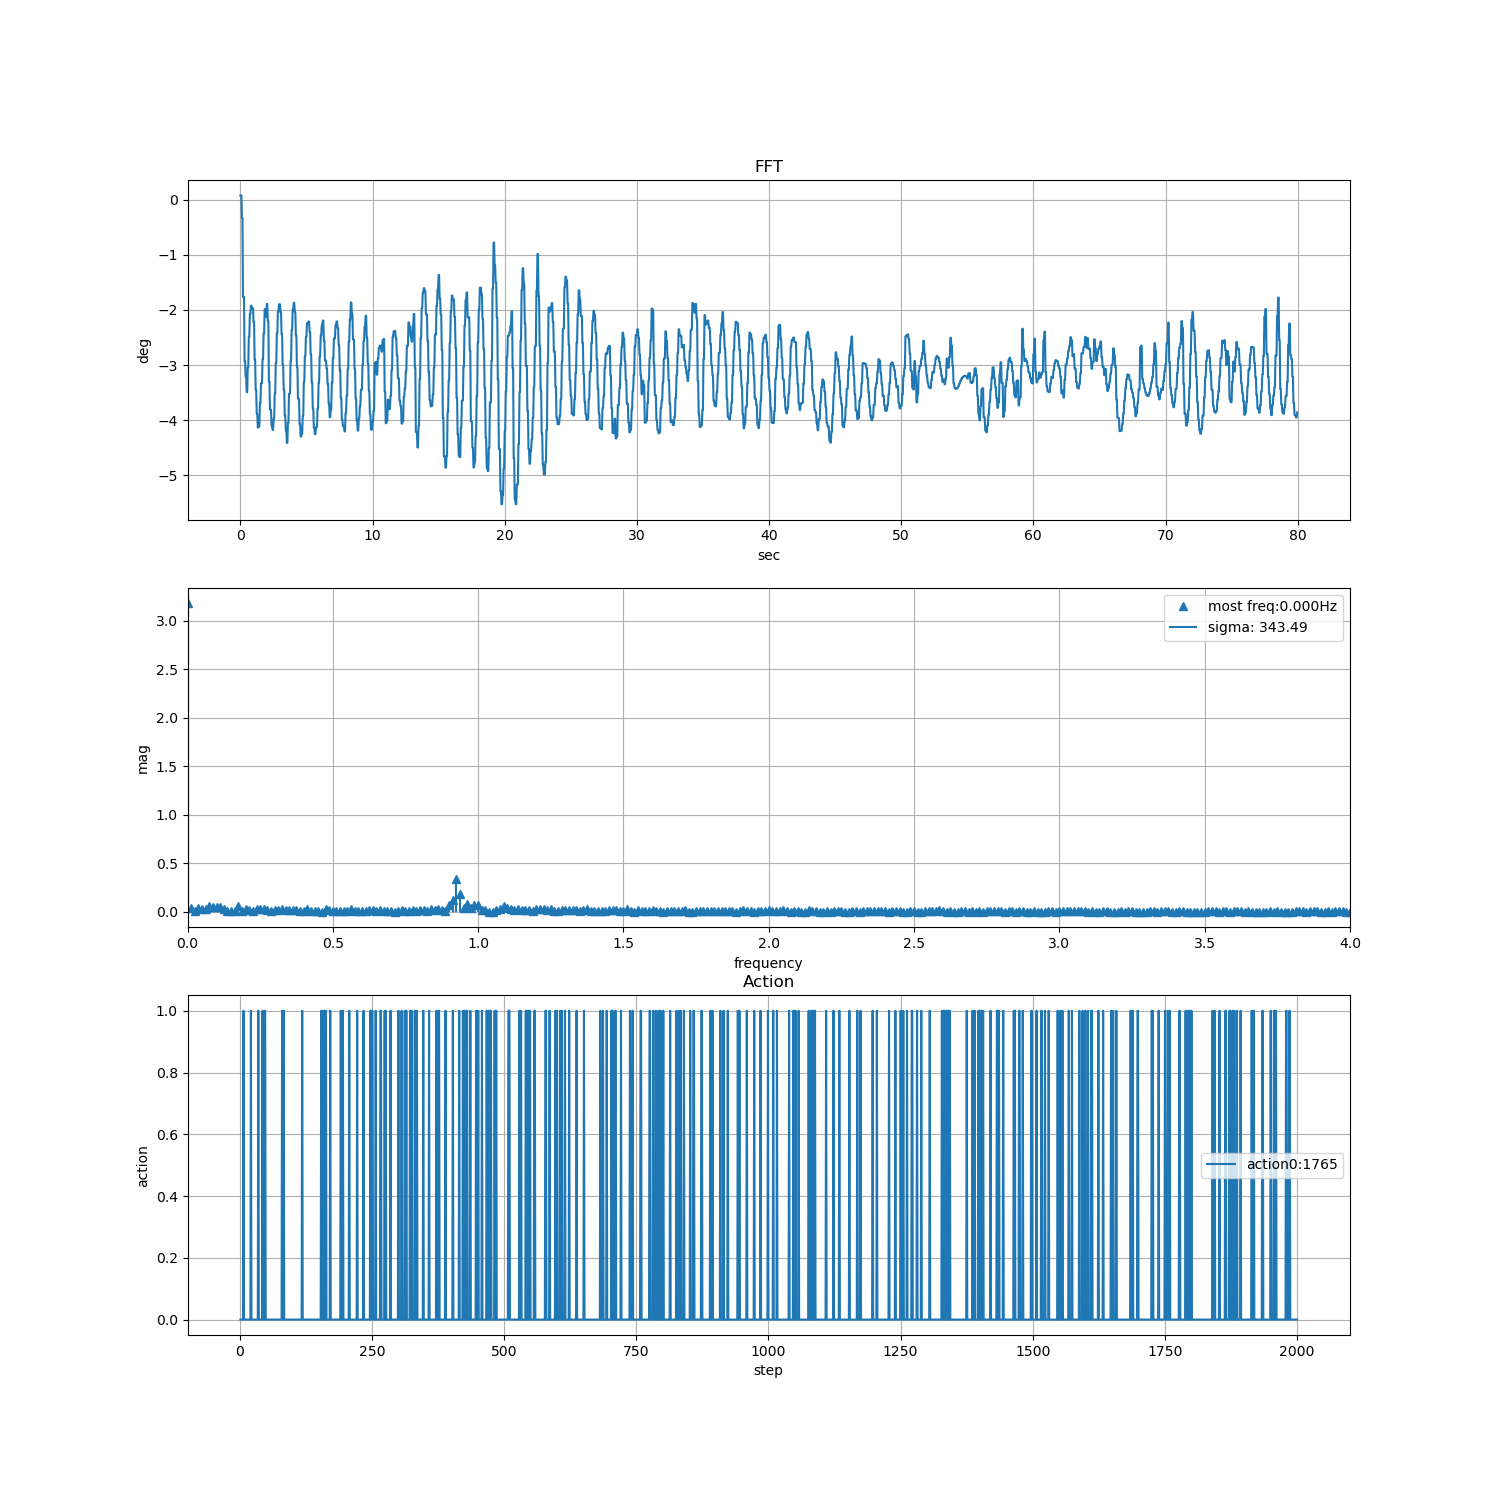 FFT
0
−1
−2
−3
−4
−5
deg
0 10 20 30 40 50 60 70 80
sec
most freq:0.000Hz
sigma: 343.49
3.0
2.5
2.0
1.5
1.0
0.5
0.0
mag
0.0 0.5 1.0 1.5 2.0 2.5 3.0 3.5 4.0
frequency
Action
1.0
0.8
0.6
0.4
0.2
0.0
action
action0:1765
0 250 500 750 1000 1250 1500 1750 2000
step